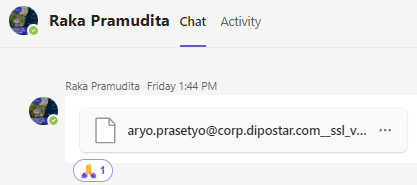 Raka Pramudita Chat Activity
Raka Pramudita Friday 1:44 PM
aryo.prasetyo@corp.dipostar.com__ssl_v...
1